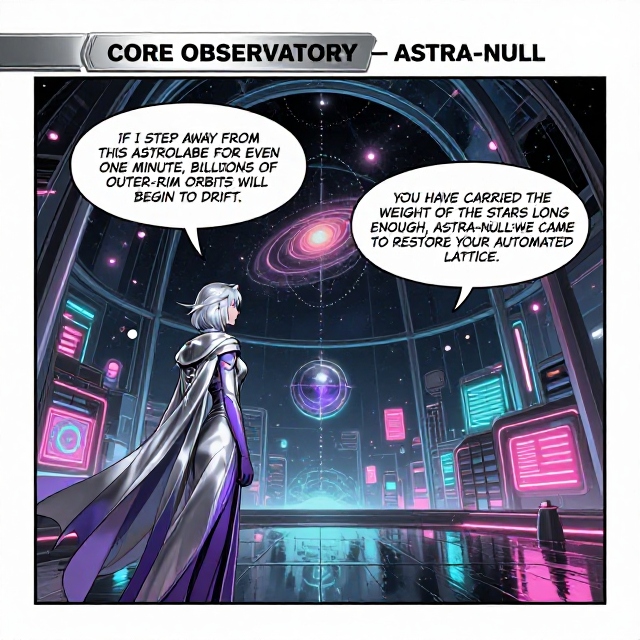 CORE OBSERVATORY — ASTRA-NULL
IF I STEP AWAY FROM
THIS ASTROLABE FOR EVEN
ONE MINUTE, BILLIONS OF
OUTER-RIM ORBITS WILL
BEGIN TO DRIFT.
YOU HAVE CARRIED THE
WEIGHT OF THE STARS LONG
ENOUGH, ASTRA-NULL:WE CAME
TO RESTORE YOUR AUTOMATED
LATTICE.